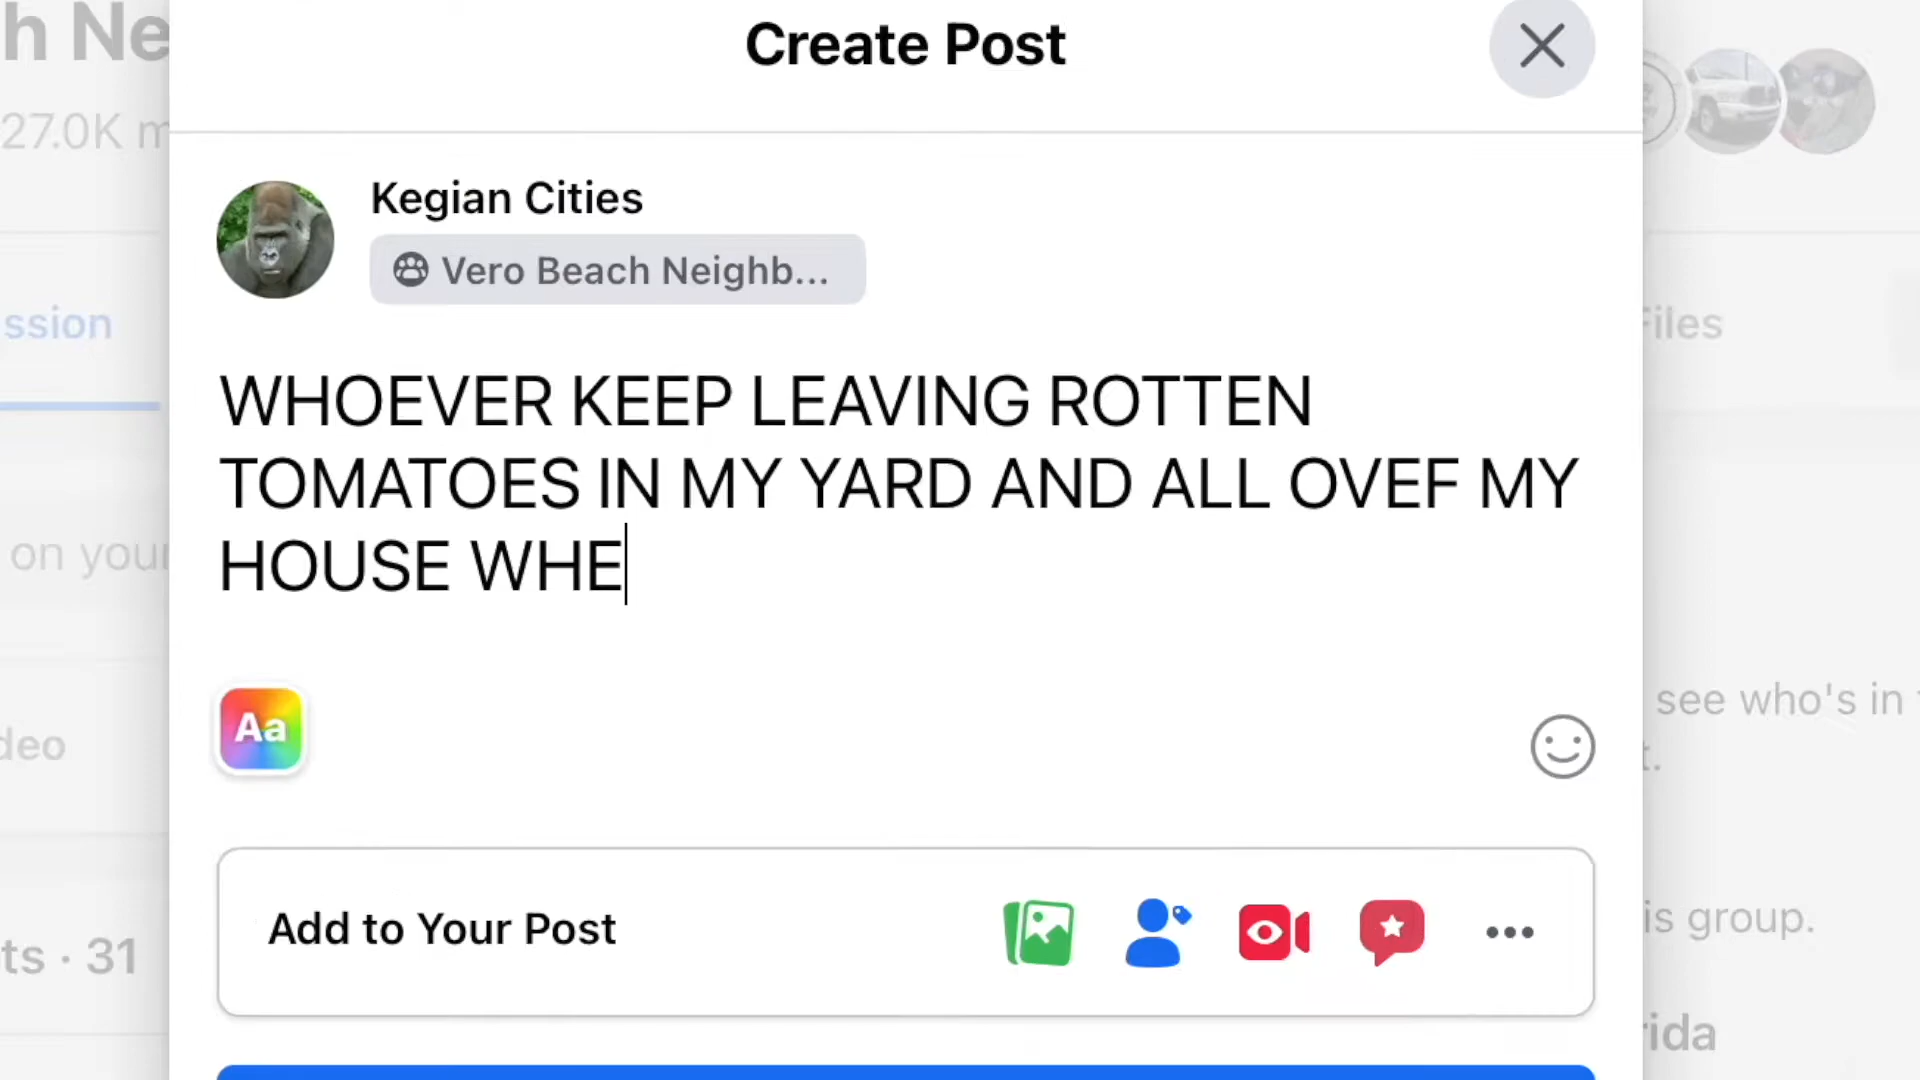 h Ne
Create Post
27.0K m
Kegian Cities
Vero Beach Neighb...
ssion
Files
WHOEVER KEEP LEAVING ROTTEN
TOMATOES IN MY YARD AND ALL OVEF MY
HOUSE WHE
on your
see who's in
deo
Aa
t.
Add to Your Post
is group.
ts · 31
rida